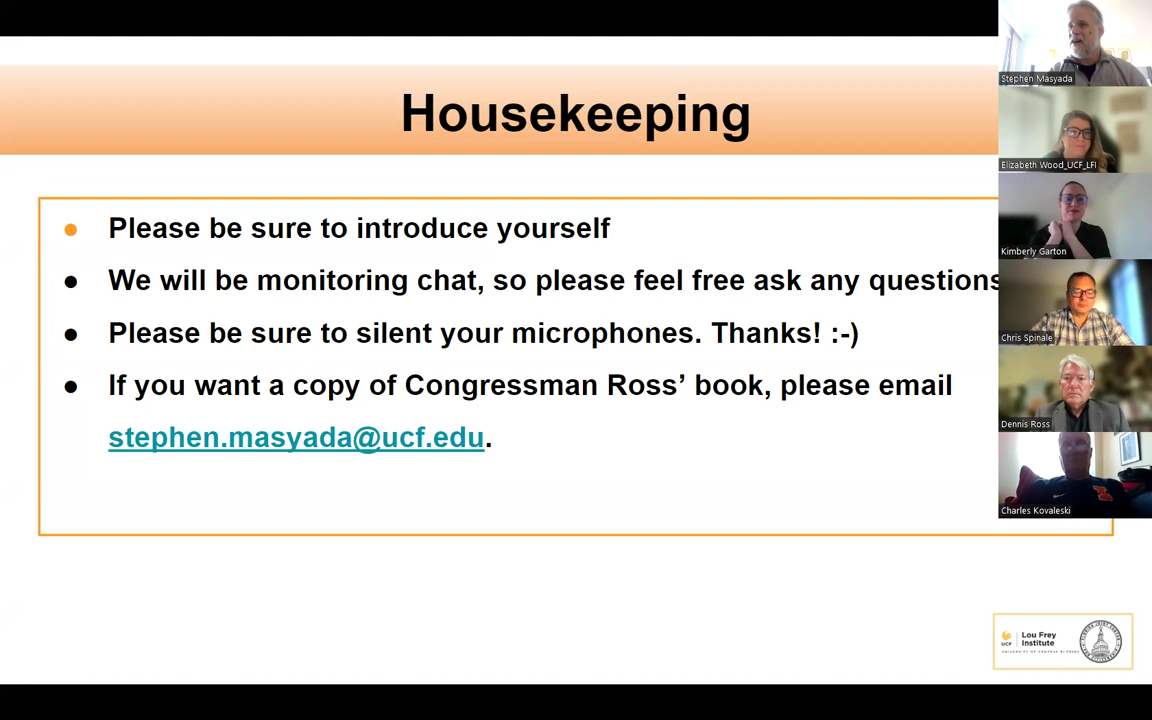 Housekeeping
Please be sure to introduce yourself
We will be monitoring chat, so please feel free ask any questions
Please be sure to silent your microphones. Thanks! :-)
If you want a copy of Congressman Ross’ book, please email
stephen.masyada@ucf.edu.
Stephen Masyada
Elizabeth Wood_UCF_LFI
Kimberly Garton
Chris Spinale
Dennis Ross
Charles Kovaleski
UCF
Lou Frey
Institute
UNIVERSITY OF CENTRAL FLORIDA